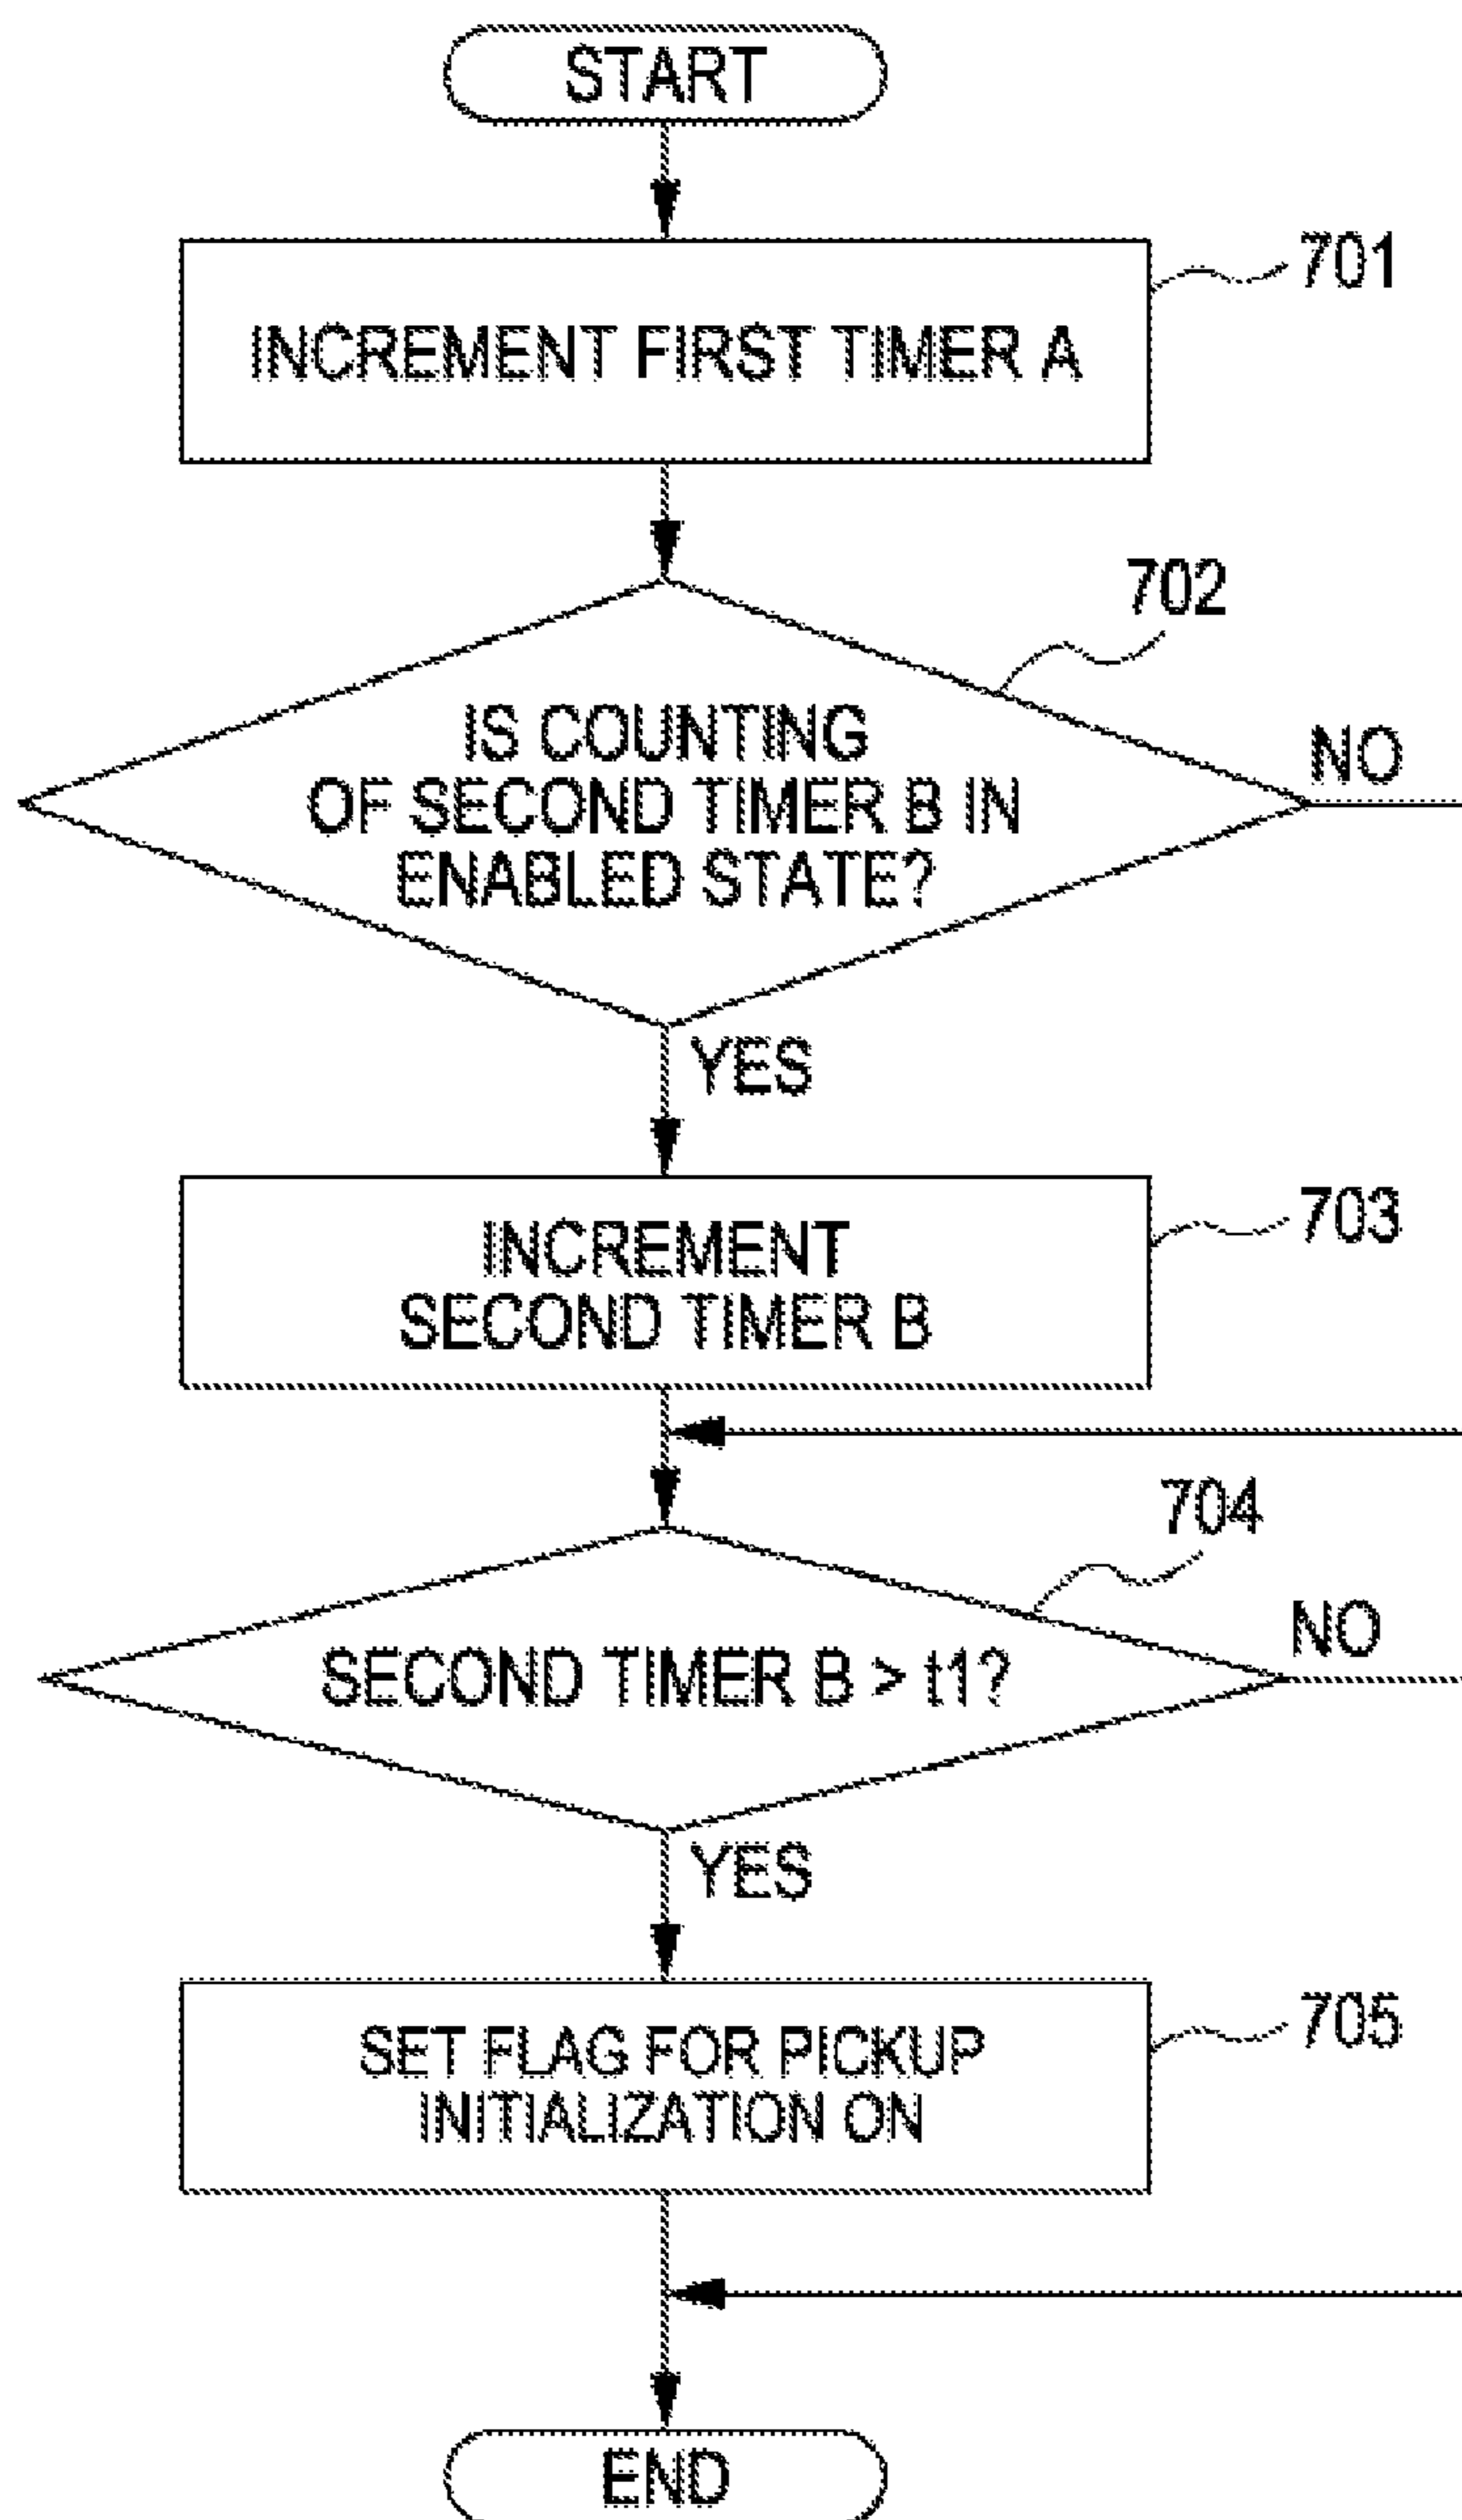 START
701
INCREMENT FIRST TIMER A
702
IS COUNTING
OF SECOND TIMER B IN
ENABLED STATE?
NO
YES
703
INCREMENT
SECOND TIMER B
704
SECOND TIMER B > t1?
NO
YES
705
SET FLAG FOR PICKUP
INITIALIZATION ON
END